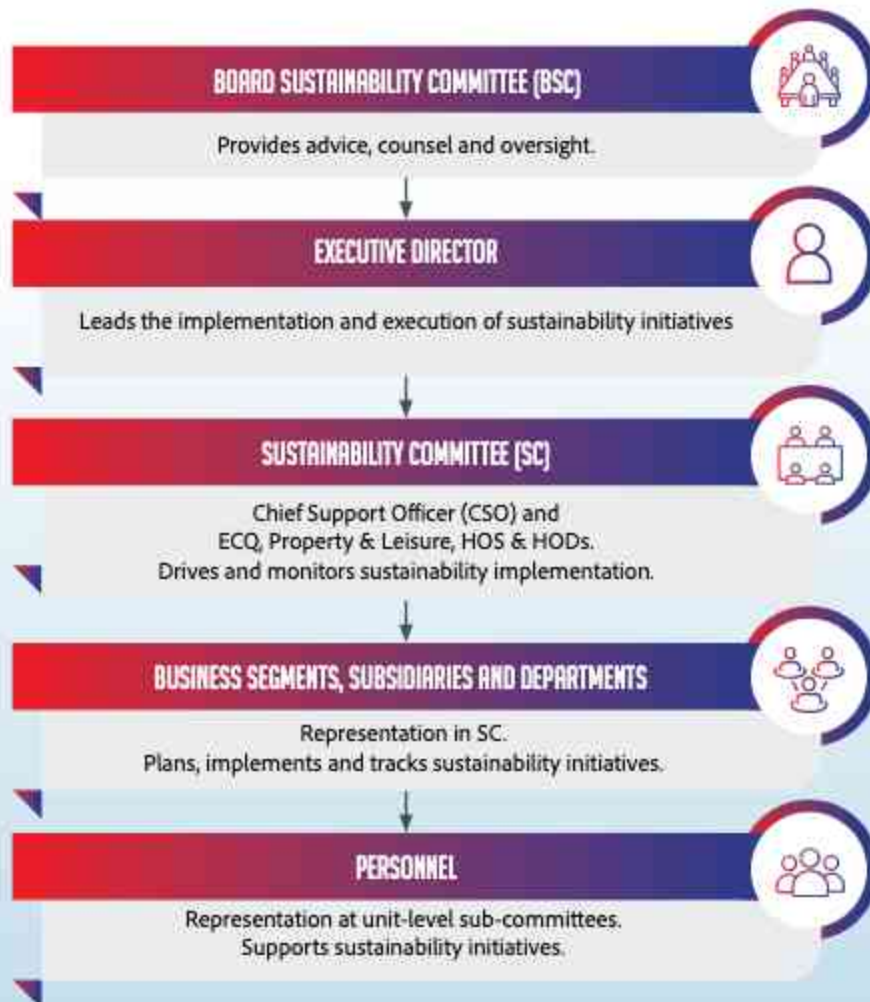 BOARD SUSTAINABILITY COMMITTEE (BSC)
Provides advice, counsel and oversight.
EXECUTIVE DIRECTOR
Leads the implementation and execution of sustainability initiatives
SUSTAINABILITY COMMITTEE (SC)
Chief Support Officer (CSO) and
ECQ, Property & Leisure, HOS & HODs.
Drives and monitors sustainability implementation.
BUSINESS SEGMENTS, SUBSIDIARIES AND DEPARTMENTS
Representation in SC.
Plans, implements and tracks sustainability initiatives.
PERSONNEL
Representation at unit-level sub-committees.
Supports sustainability initiatives.